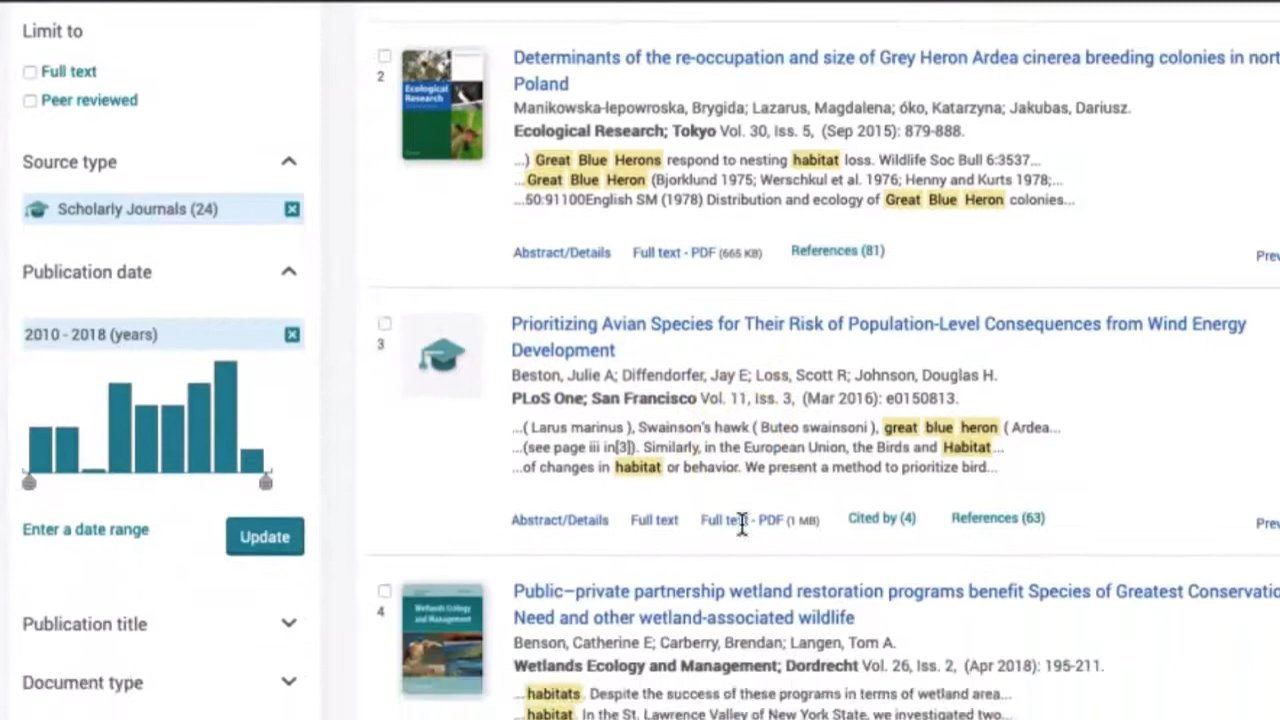 Limit to
Full text
Peer reviewed
Source type
Scholarly Journals (24)
Publication date
2010 - 2018 (years)
Enter a date range
Update
Publication title
Document type
2
Ecological
Research
Determinants of the re-occupation and size of Grey Heron Ardea cinerea breeding colonies in nort
Poland
Manikowska-łepowroska, Brygida; Lazarus, Magdalena; óko, Katarzyna; Jakubas, Dariusz.
Ecological Research; Tokyo Vol. 30, Iss. 5, (Sep 2015): 879-888.
...) Great Blue Herons respond to nesting habitat loss. Wildlife Soc Bull 6:3537...
...Great Blue Heron (Bjorklund 1975; Werschkul et al. 1976; Henny and Kurts 1978;...
...50:91100English SM (1978) Distribution and ecology of Great Blue Heron colonies...
Abstract/Details Full text - PDF (665 KB) References (81) Prev
3
Prioritizing Avian Species for Their Risk of Population-Level Consequences from Wind Energy
Development
Beston, Julie A; Diffendorfer, Jay E; Loss, Scott R; Johnson, Douglas H.
PLoS One; San Francisco Vol. 11, Iss. 3, (Mar 2016): e0150813.
...( Larus marinus ), Swainson's hawk ( Buteo swainsoni ), great blue heron ( Ardea...
...(see page iii in[3]). Similarly, in the European Union, the Birds and Habitat...
...of changes in habitat or behavior. We present a method to prioritize bird...
Abstract/Details Full text Full text - PDF (1 MB) Cited by (4) References (63) Prev
4
Wetlands Ecology
and Management
Public–private partnership wetland restoration programs benefit Species of Greatest Conservatio
Need and other wetland-associated wildlife
Benson, Catherine E; Carberry, Brendan; Langen, Tom A.
Wetlands Ecology and Management; Dordrecht Vol. 26, Iss. 2, (Apr 2018): 195-211.
...habitats. Despite the success of these programs in terms of wetland area...
...habitat. In the St. Lawrence Valley of New York State, we investigated two...